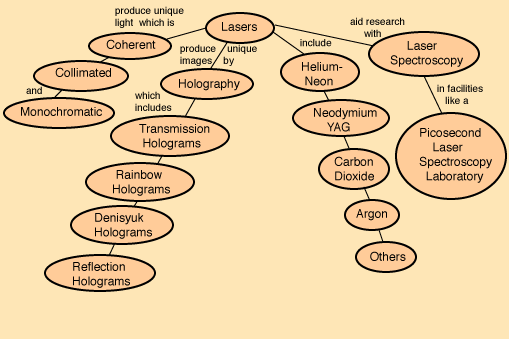 produce unique
light which is
Lasers
aid research
with
Coherent
produce unique
images by
include
Laser
Spectroscopy
Collimated
and
Monochromatic
Holography
Helium-
Neon
in facilities
like a
which
includes
Transmission
Holograms
Neodymium
YAG
Picosecond
Laser
Spectroscopy
Laboratory
Rainbow
Holograms
Carbon
Dioxide
Denisyuk
Holograms
Argon
Reflection
Holograms
Others